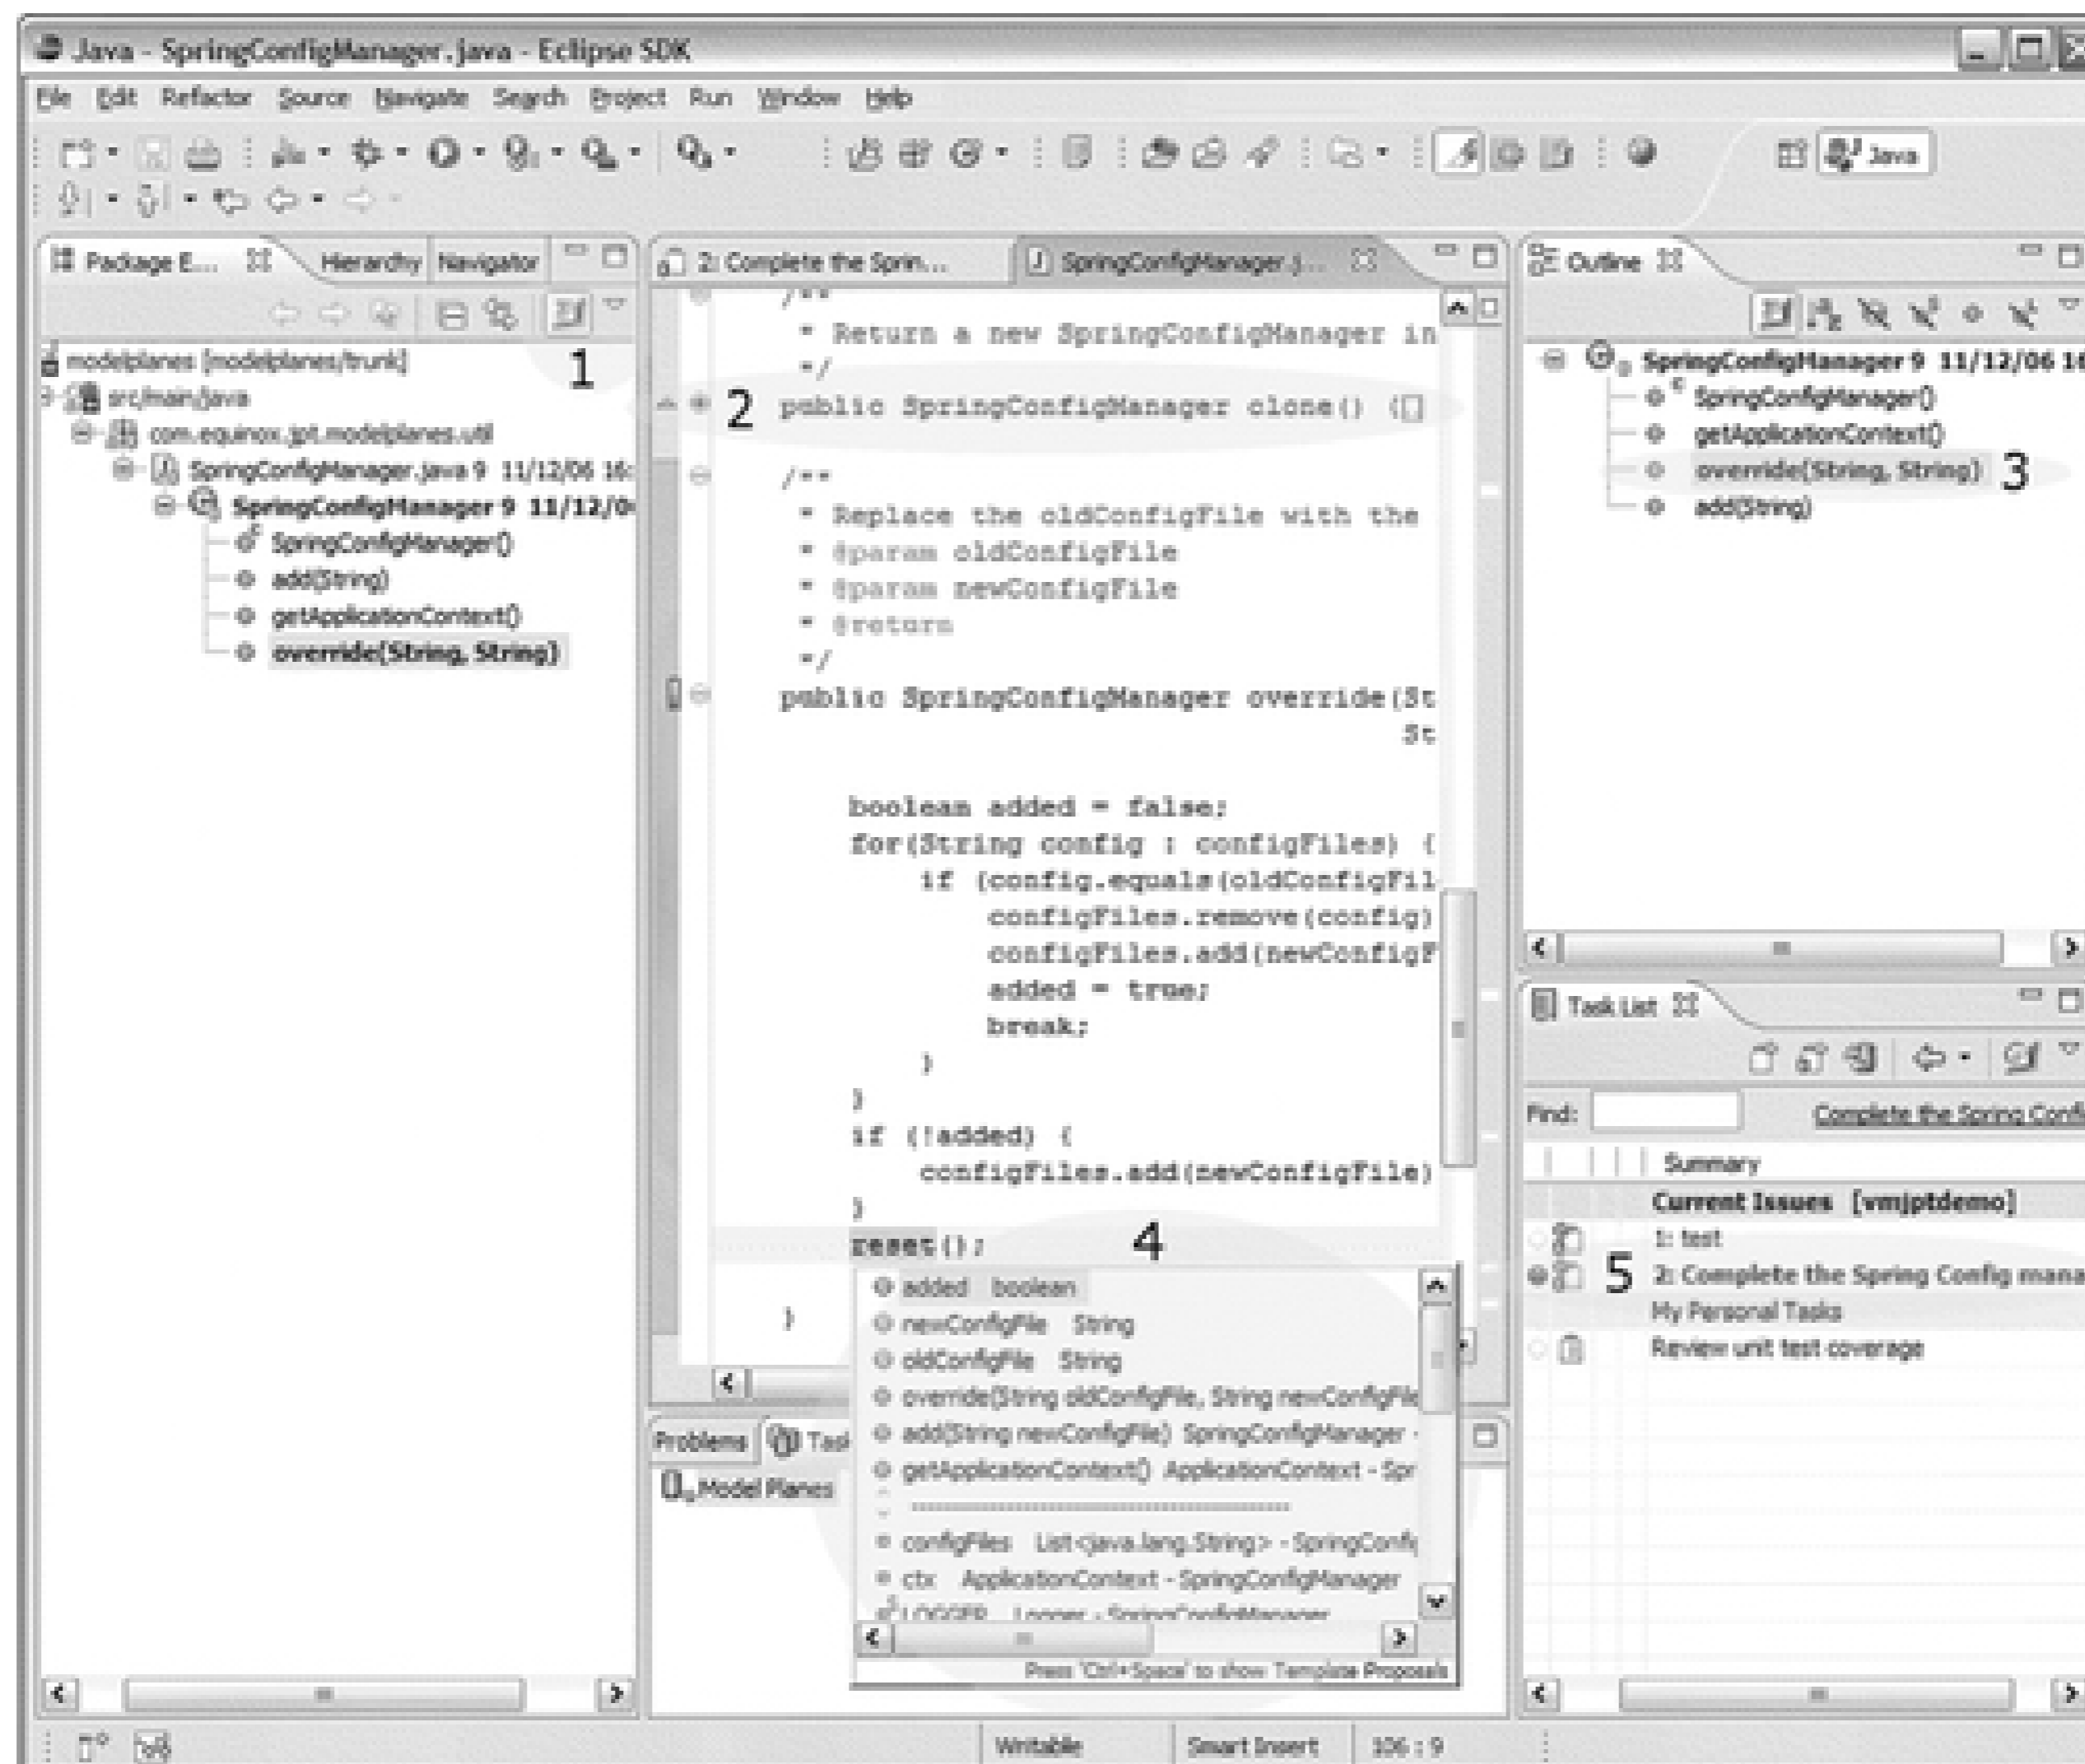 Java - SpringConfigManager.java - Eclipse SDK
File Edit Refactor Source Navigate Search Project Run Window Help
Java
Package E... Hierarchy Navigator
1
modelplanes [modelplanes/trunk]
src/main/java
com.equinox.jpt.modelplanes.util
SpringConfigManager.java 9 11/12/06 16:
SpringConfigManager 9 11/12/0
SpringConfigManager()
add(String)
getApplicationContext()
override(String, String)
2: Complete the Sprin... SpringConfigManager.j...
/**
* Return a new SpringConfigManager in
*/
2 public SpringConfigManager clone() {
/**
* Replace the oldConfigFile with the
* @param oldConfigFile
* @param newConfigFile
* @return
*/
public SpringConfigManager override(St
St
boolean added = false;
for(String config : configFiles) {
if (config.equals(oldConfigFil
configFiles.remove(config)
configFiles.add(newConfigF
added = true;
break;
}
}
if (!added) {
configFiles.add(newConfigFile)
}
reset(); 4
}
added boolean
newConfigFile String
oldConfigFile String
override(String oldConfigFile, String newConfigFile
add(String newConfigFile) SpringConfigManager -
getApplicationContext() ApplicationContext - Spr
configFiles List<java.lang.String> - SpringConfig
ctx ApplicationContext - SpringConfigManager
LOGGER Logger - SpringConfigManager
Press 'Ctrl+Space' to show Template Proposals
Problems Task
Model Planes
Outline
SpringConfigManager 9 11/12/06 16
SpringConfigManager()
getApplicationContext()
override(String, String) 3
add(String)
Task List
Find: Complete the Spring Confi
Summary
Current Issues [vmjptdemo]
1: test
5 2: Complete the Spring Config mana
My Personal Tasks
Review unit test coverage
Writable Smart Insert 106 : 9